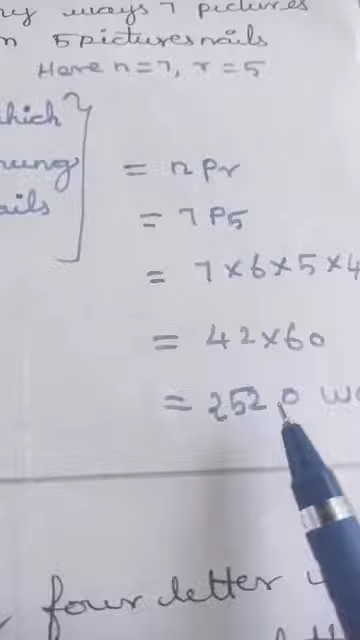 ways 7 pictures
5 pictures nails
Here n=7, r=5
which
hung = nPr
nails = 7P5
= 7×6×5×4
= 42×60
= 2520
four letter